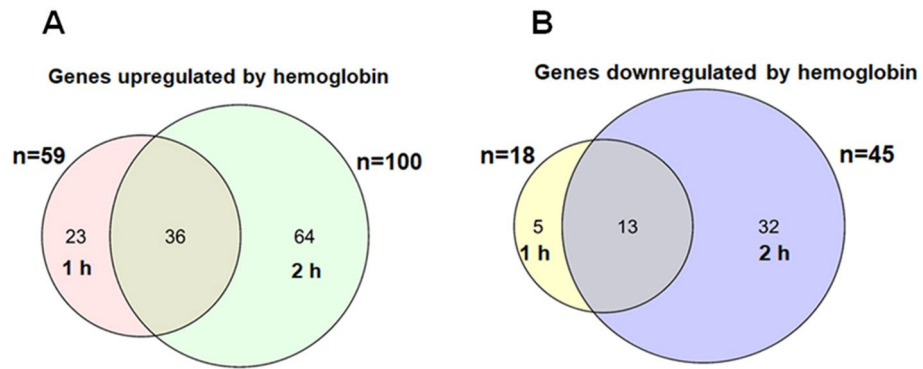 A
B
Genes upregulated by hemoglobin
Genes downregulated by hemoglobin
n=59
n=100
23
36
64
1 h
2 h
n=18
n=45
5
13
32
1 h
2 h